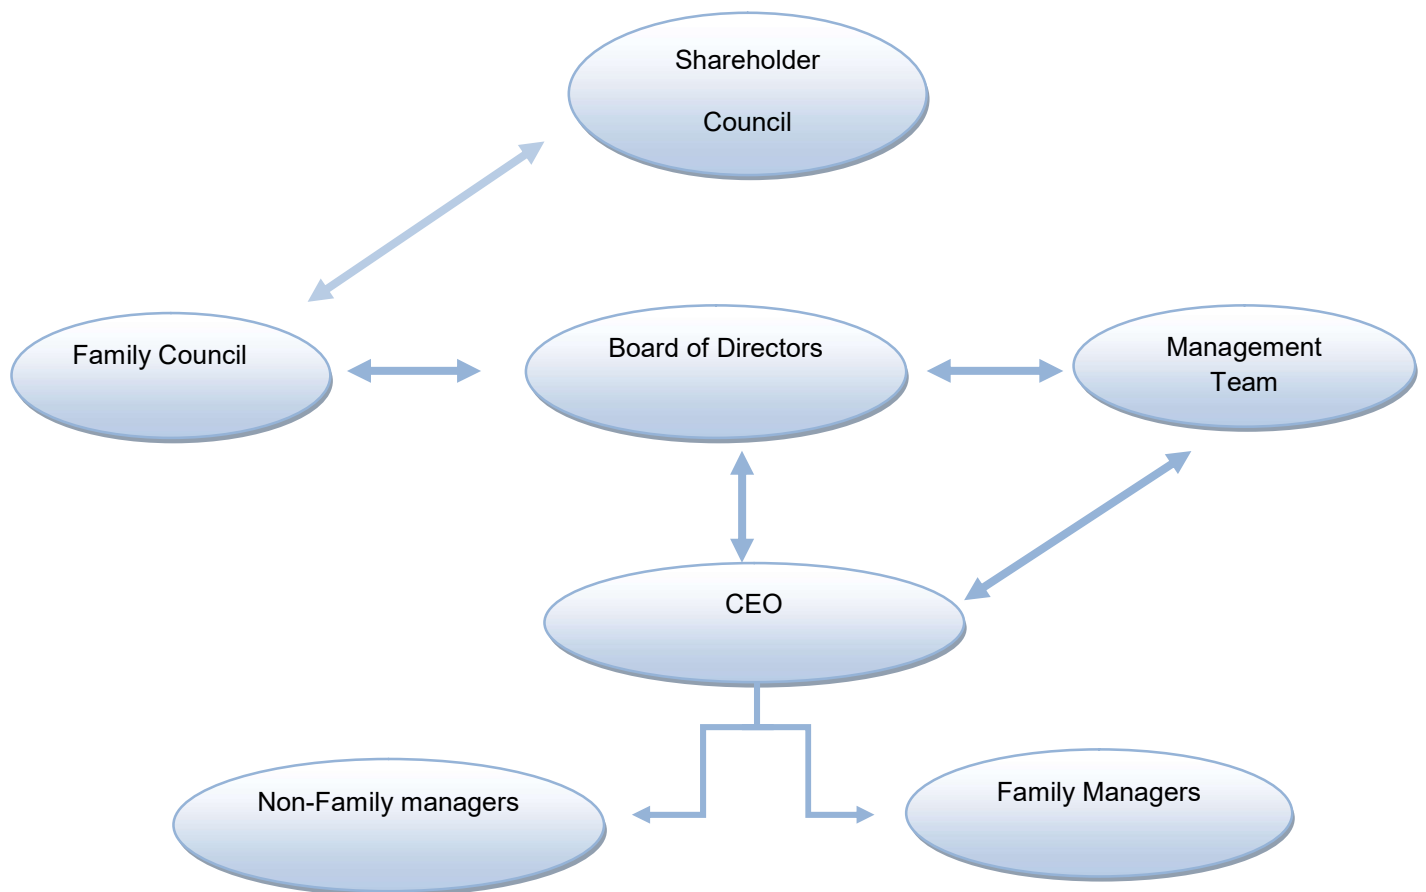 Shareholder
Council
Family Council
Board of Directors
Management
Team
CEO
Non-Family managers
Family Managers